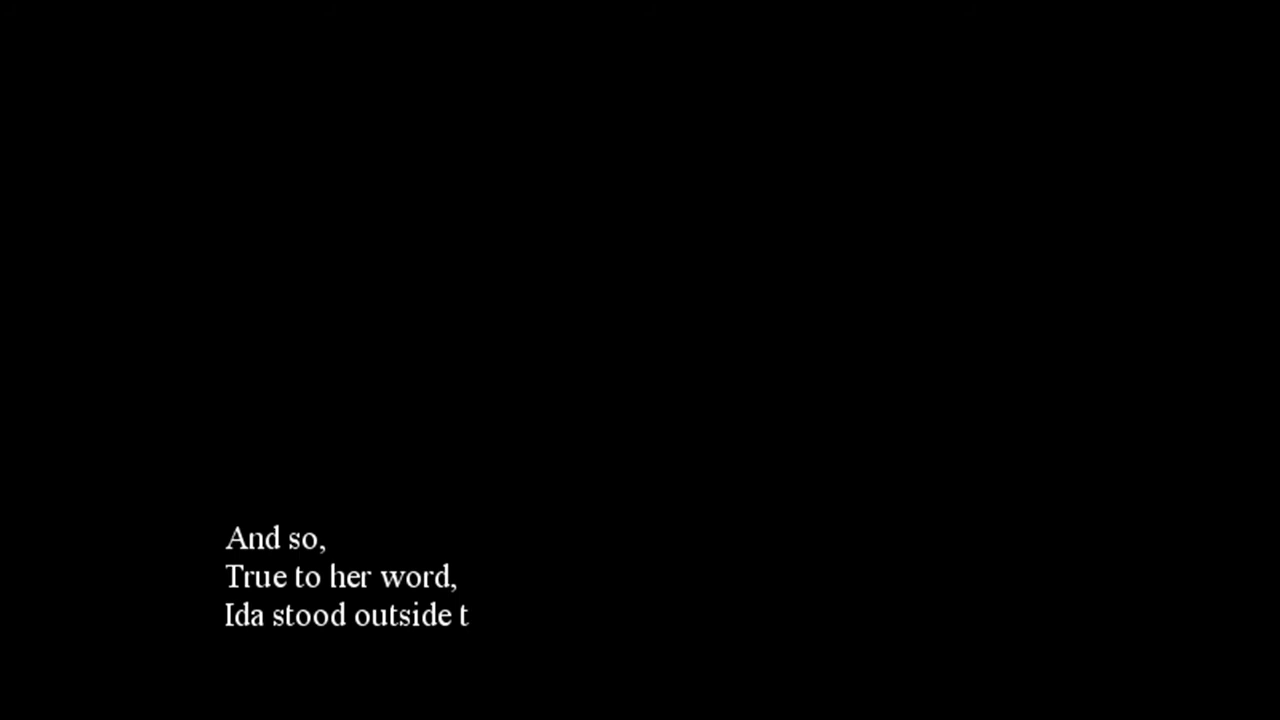 And so,
True to her word,
Ida stood outside t